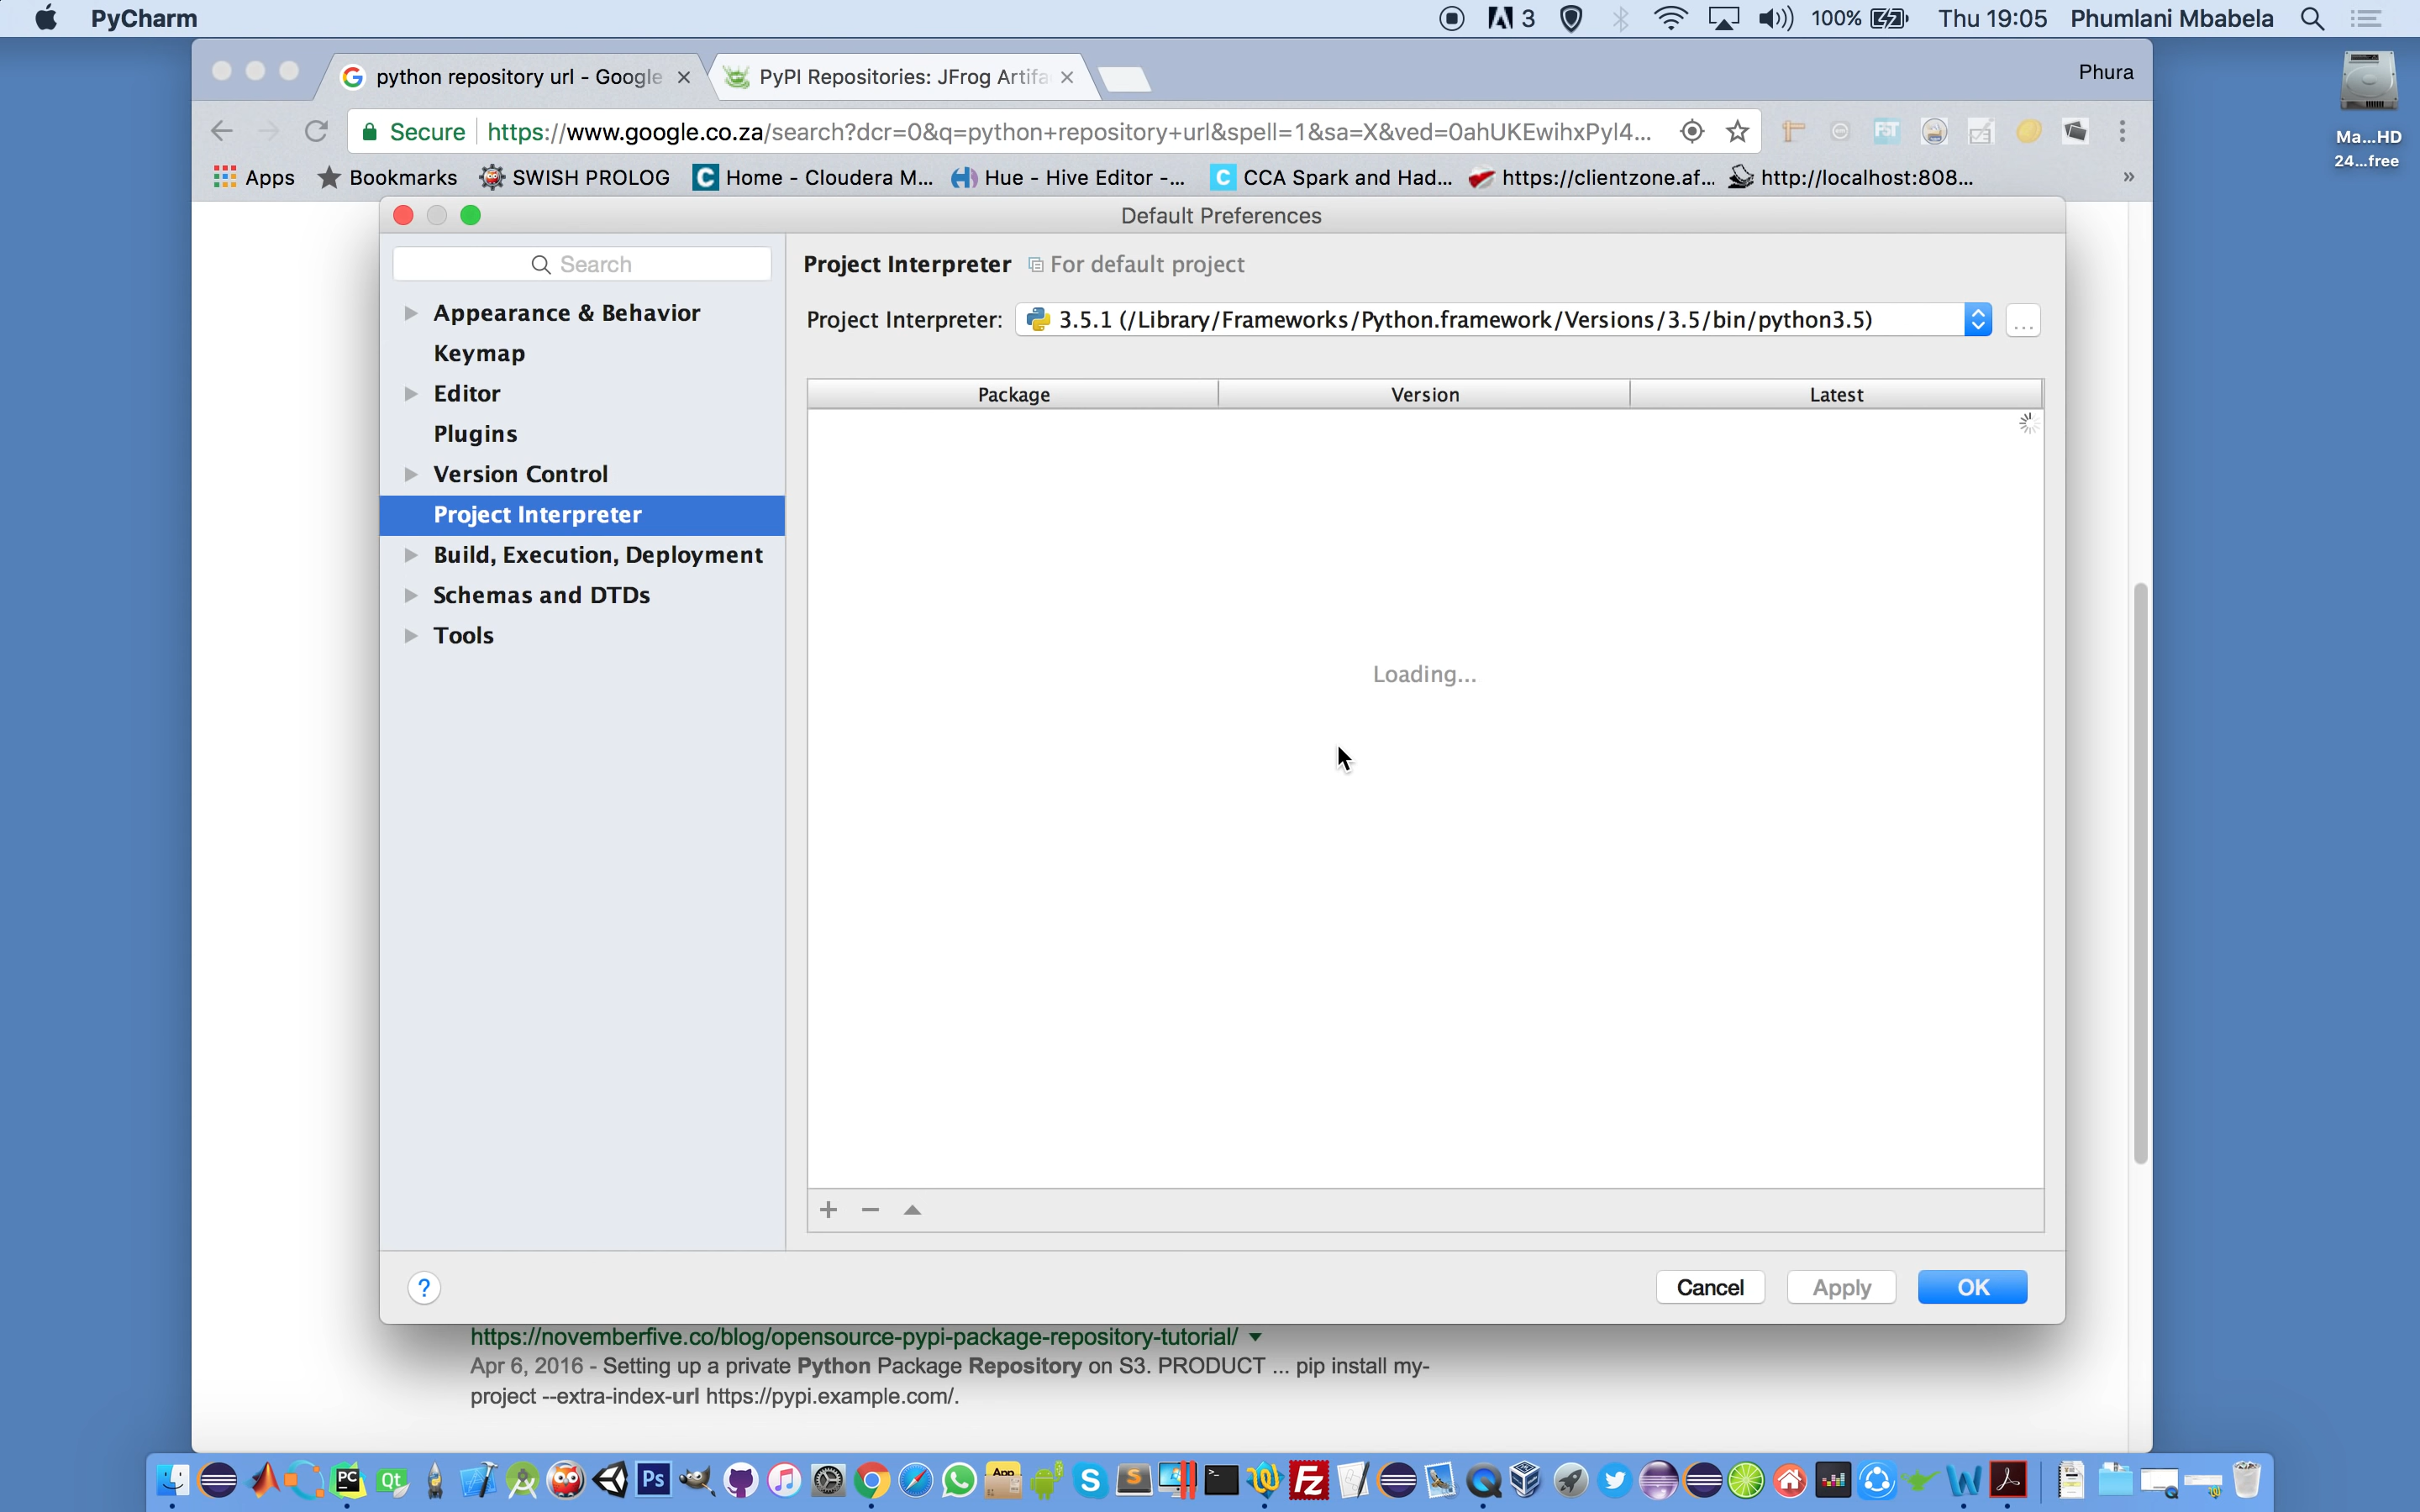 PyCharm
3
100%
Thu 19:05
Phumlani Mbabela
python repository url - Google
PyPI Repositories: JFrog Artifa
Phura
Secure
https://www.google.co.za/search?dcr=0&q=python+repository+url&spell=1&sa=X&ved=0ahUKEwihxPyI4...
Apps
Bookmarks
SWISH PROLOG
Home - Cloudera M...
Hue - Hive Editor -...
CCA Spark and Had...
https://clientzone.af...
http://localhost:808...
»
Ma...HD
24...free
Default Preferences
Search
Appearance & Behavior
Keymap
Editor
Plugins
Version Control
Project Interpreter
Build, Execution, Deployment
Schemas and DTDs
Tools
Project Interpreter
For default project
Project Interpreter:
3.5.1 (/Library/Frameworks/Python.framework/Versions/3.5/bin/python3.5)
...
Package
Version
Latest
Loading...
?
Cancel
Apply
OK
https://novemberfive.co/blog/opensource-pypi-package-repository-tutorial/
Apr 6, 2016 - Setting up a private Python Package Repository on S3. PRODUCT ... pip install my-
project --extra-index-url https://pypi.example.com/.
PC
Qt
Ps
App
S
S
FZ
W